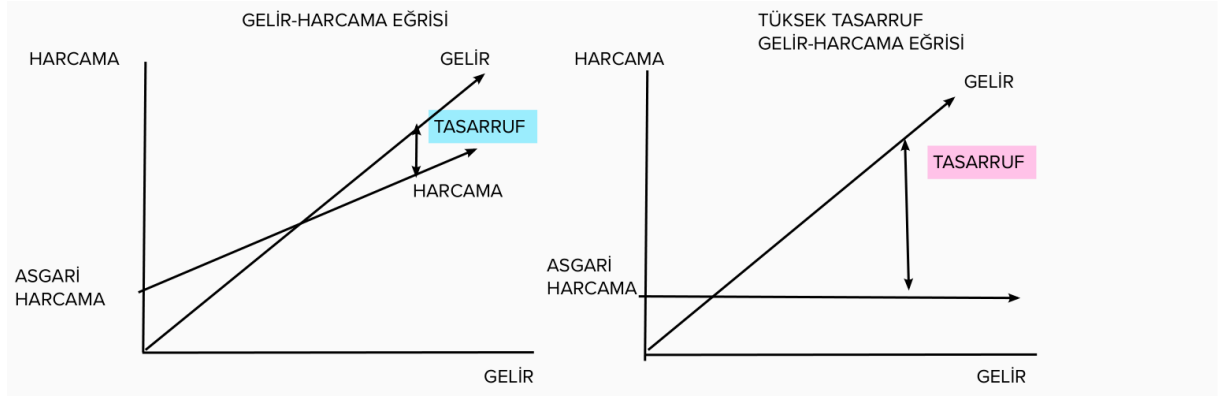 GELİR-HARCAMA EĞRİSİ
HARCAMA
GELİR
TASARRUF
HARCAMA
ASGARİ
HARCAMA
GELİR
TÜKSEK TASARRUF
GELİR-HARCAMA EĞRİSİ
HARCAMA
GELİR
TASARRUF
ASGARİ
HARCAMA
GELİR